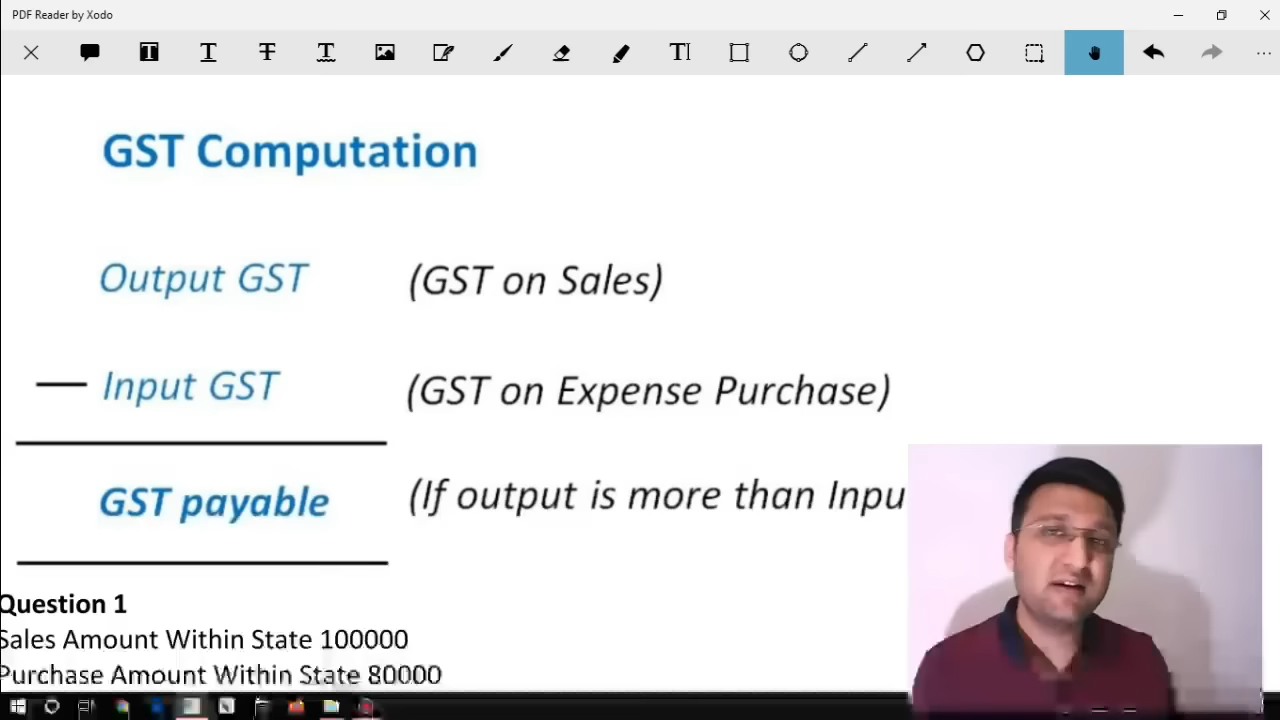 PDF Reader by Xodo
GST Computation
Output GST (GST on Sales)
Input GST (GST on Expense Purchase)
GST payable (If output is more than Inpu
Question 1
Sales Amount Within State 100000
Purchase Amount Within State 80000